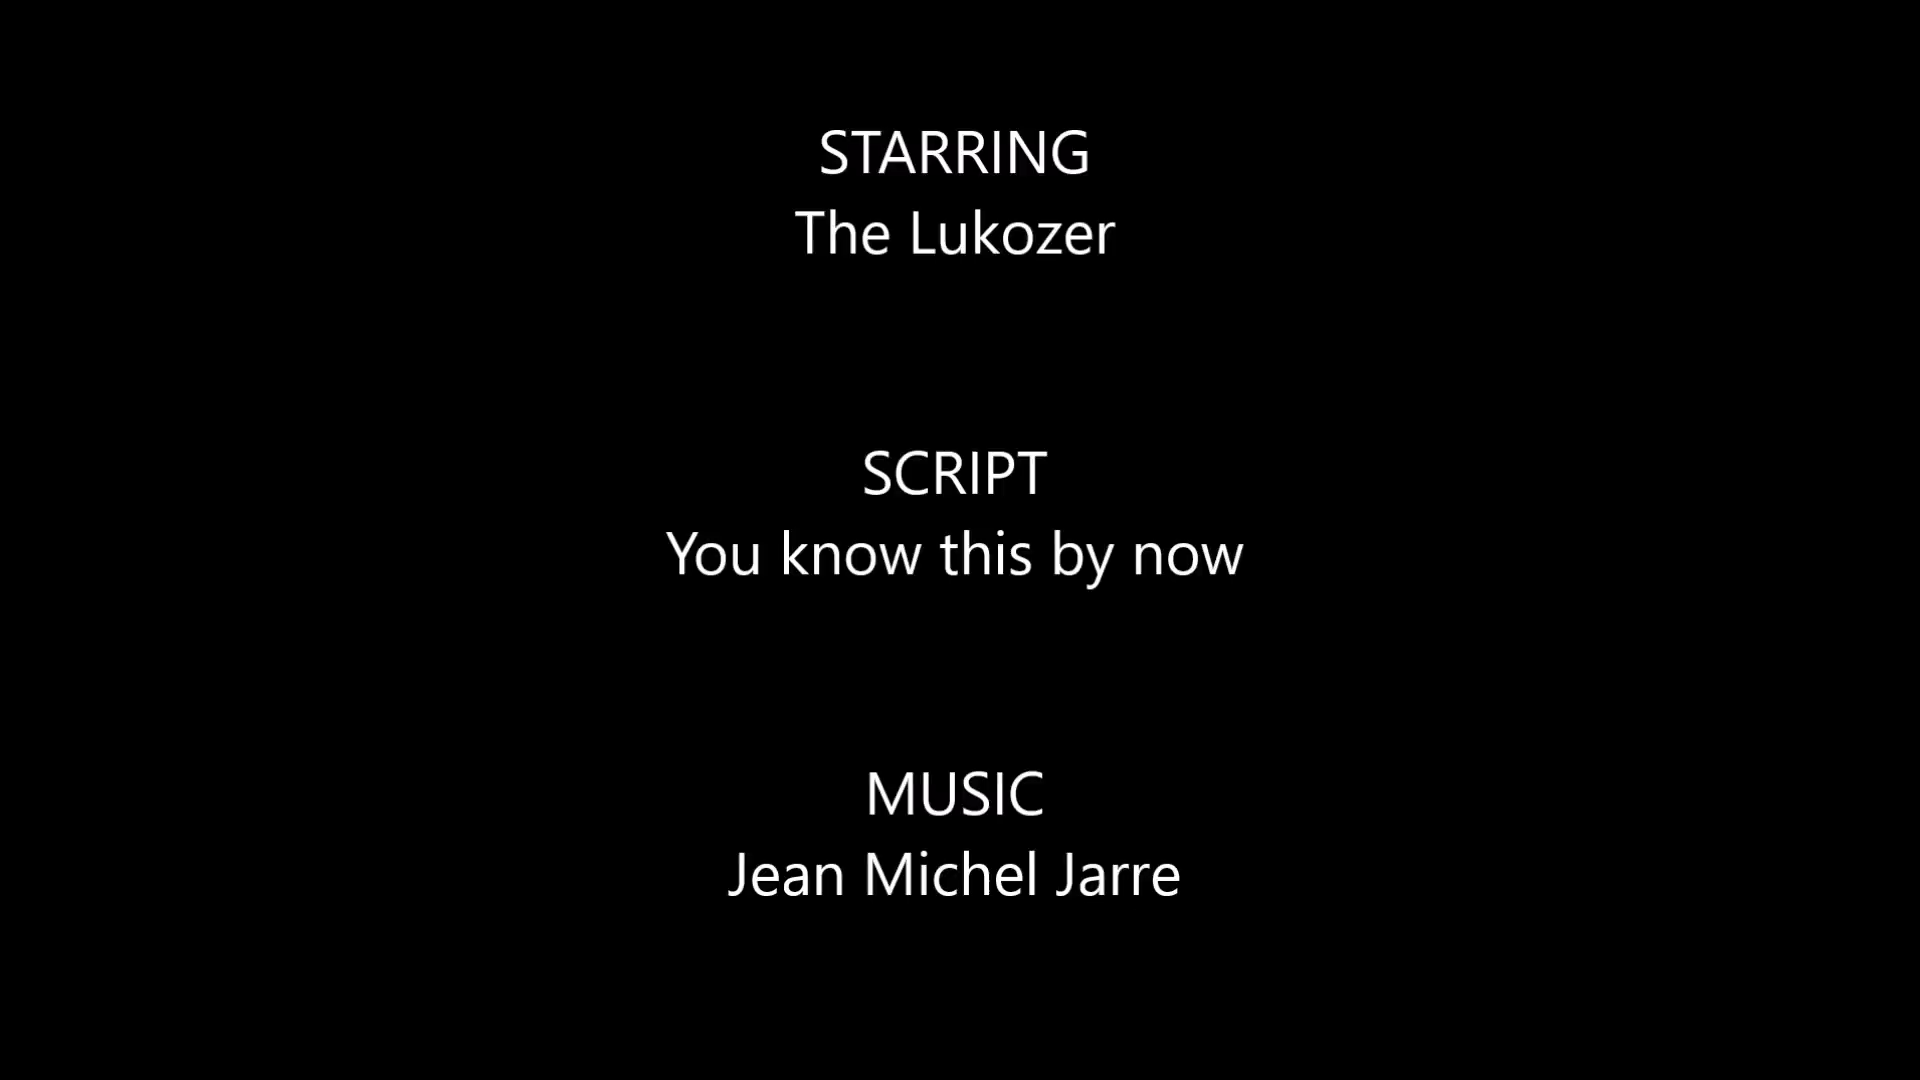 STARRING
The Lukozer
SCRIPT
You know this by now
MUSIC
Jean Michel Jarre